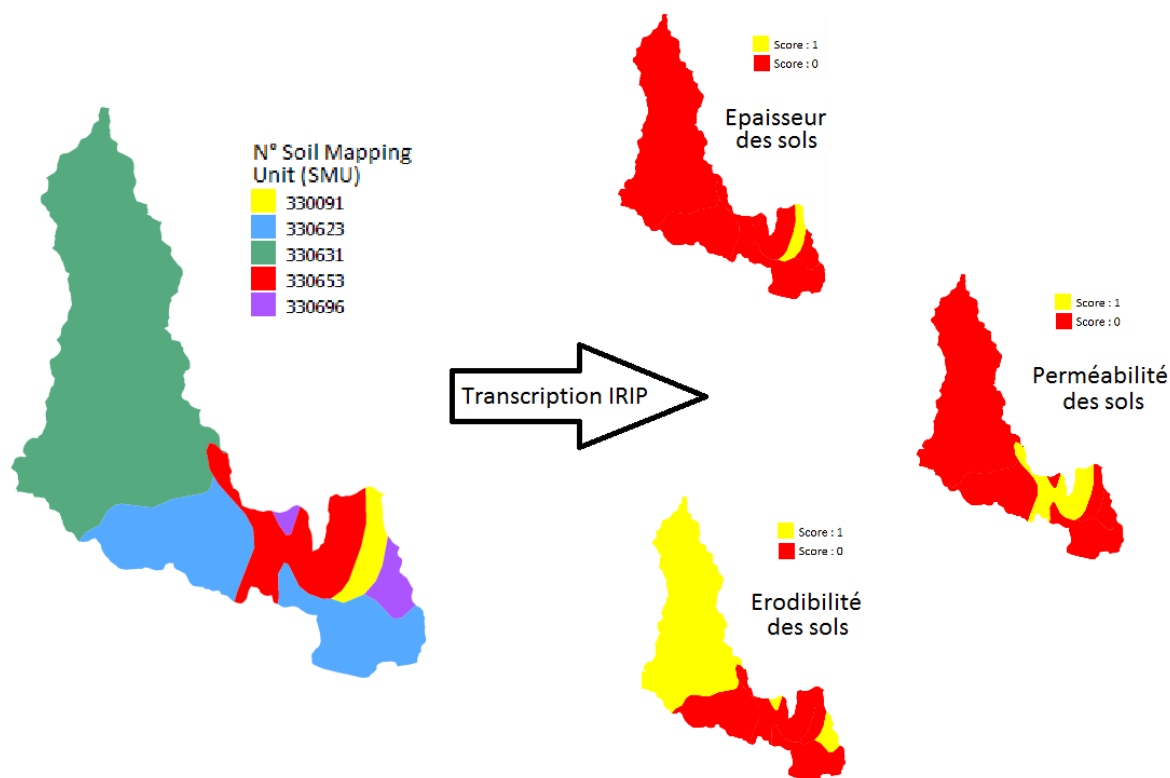 N° Soil Mapping
Unit (SMU)
330091
330623
330631
330653
330696
Transcription IRIP
Score : 1
Score : 0
Epaisseur
des sols
Score : 1
Score : 0
Perméabilité
des sols
Score : 1
Score : 0
Erodibilité
des sols